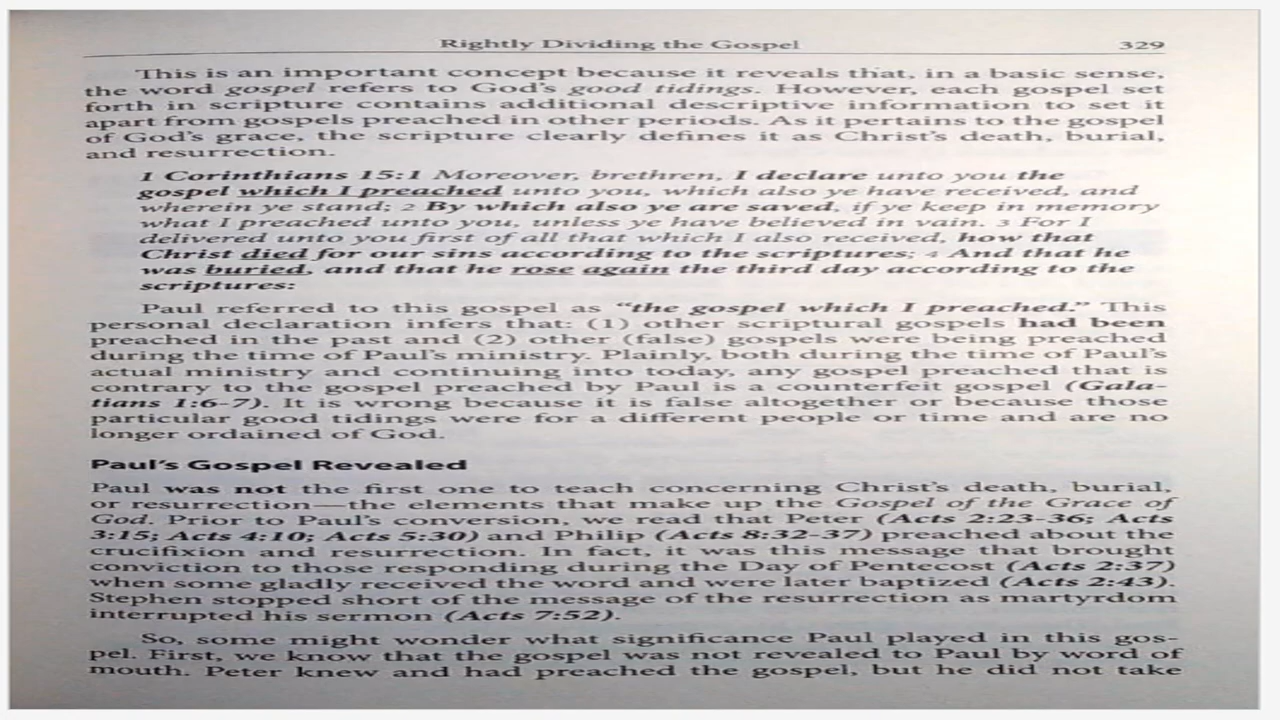 Rightly Dividing the Gospel 329
This is an important concept because it reveals that, in a basic sense,
the word gospel refers to God's good tidings. However, each gospel set
forth in scripture contains additional descriptive information to set it
apart from gospels preached in other periods. As it pertains to the gospel
of God's grace, the scripture clearly defines it as Christ's death, burial,
and resurrection.
1 Corinthians 15:1 Moreover, brethren, I declare unto you the
gospel which I preached unto you, which also ye have received, and
wherein ye stand; 2 By which also ye are saved, if ye keep in memory
what I preached unto you, unless ye have believed in vain. 3 For I
delivered unto you first of all that which I also received, how that
Christ died for our sins according to the scriptures; 4 And that he
was buried, and that he rose again the third day according to the
scriptures:
Paul referred to this gospel as "the gospel which I preached." This
personal declaration infers that: (1) other scriptural gospels had been
preached in the past and (2) other (false) gospels were being preached
during the time of Paul's ministry. Plainly, both during the time of Paul's
actual ministry and continuing into today, any gospel preached that is
contrary to the gospel preached by Paul is a counterfeit gospel (Gala-
tians 1:6-7). It is wrong because it is false altogether or because those
particular good tidings were for a different people or time and are no
longer ordained of God.
Paul's Gospel Revealed
Paul was not the first one to teach concerning Christ's death, burial,
or resurrection—the elements that make up the Gospel of the Grace of
God. Prior to Paul's conversion, we read that Peter (Acts 2:23-36; Acts
3:15; Acts 4:10; Acts 5:30) and Philip (Acts 8:32-37) preached about the
crucifixion and resurrection. In fact, it was this message that brought
conviction to those responding during the Day of Pentecost (Acts 2:37)
when some gladly received the word and were later baptized (Acts 2:43).
Stephen stopped short of the message of the resurrection as martyrdom
interrupted his sermon (Acts 7:52).
So, some might wonder what significance Paul played in this gos-
pel. First, we know that the gospel was not revealed to Paul by word of
mouth. Peter knew and had preached the gospel, but he did not take